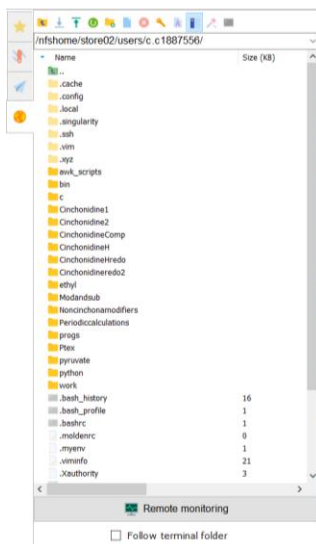 /nfshome/store02/users/c.c1887556/
Name Size (KB)
..
.cache
.config
.local
.singularity
.ssh
.vim
.xyz
awk_scripts
bin
c
Cinchonidine1
Cinchonidine2
CinchonidineComp
CinchonidineH
CinchonidineHredo
Cinchonidineredo2
ethyl
Modandsub
Noncinchonamodifiers
Periodiccalculations
progs
Ptex
pyruvate
python
work
.bash_history 16
.bash_profile 1
.bashrc 1
.moldenrc 0
.myenv 1
.viminfo 21
.Xauthority 3
Remote monitoring
Follow terminal folder